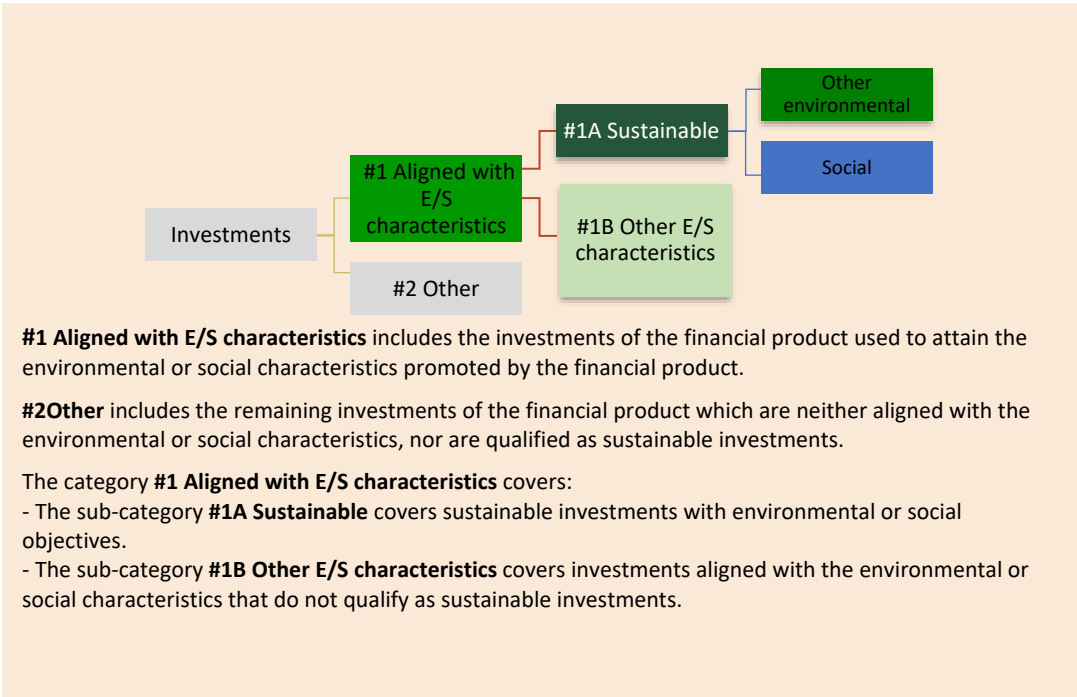 Other
environmental
#1A Sustainable
Social
#1 Aligned with
E/S
characteristics
#1B Other E/S
characteristics
Investments
#2 Other
#1 Aligned with E/S characteristics includes the investments of the financial product used to attain the
environmental or social characteristics promoted by the financial product.
#2Other includes the remaining investments of the financial product which are neither aligned with the
environmental or social characteristics, nor are qualified as sustainable investments.
The category #1 Aligned with E/S characteristics covers:
- The sub-category #1A Sustainable covers sustainable investments with environmental or social
objectives.
- The sub-category #1B Other E/S characteristics covers investments aligned with the environmental or
social characteristics that do not qualify as sustainable investments.